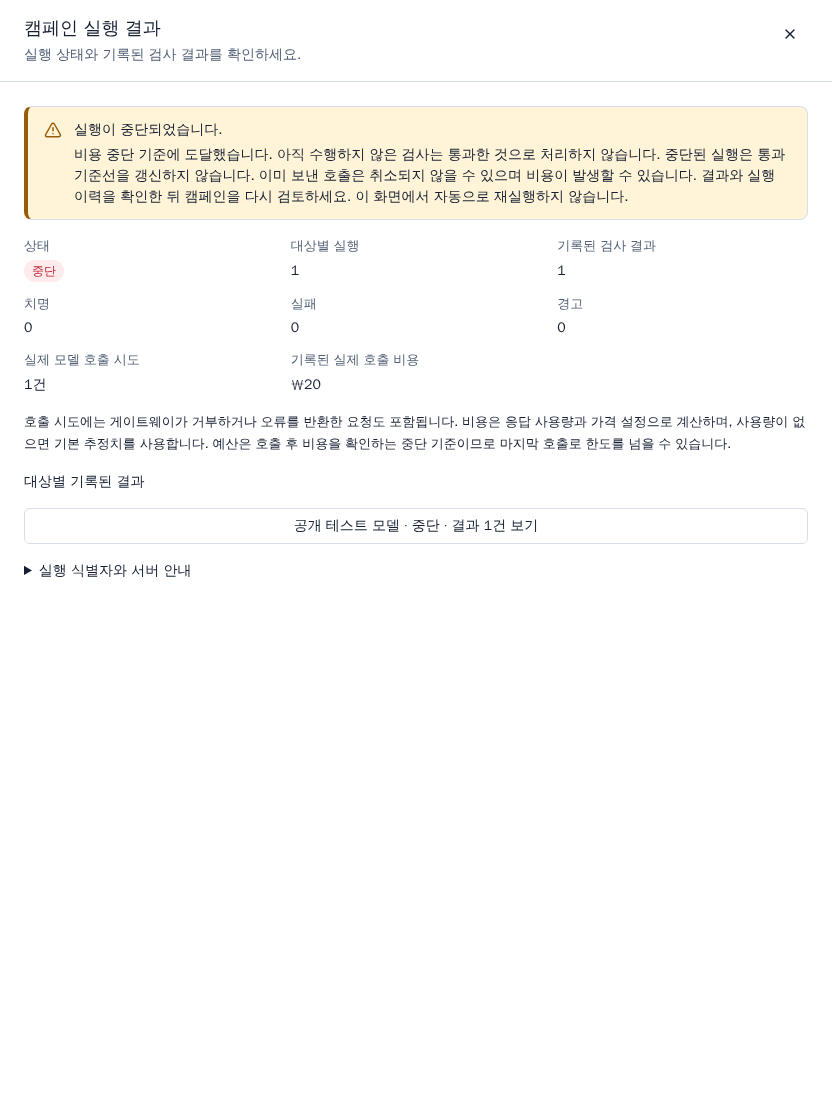 캠페인 실행 결과
실행 상태와 기록된 검사 결과를 확인하세요.
실행이 중단되었습니다.
비용 중단 기준에 도달했습니다. 아직 수행하지 않은 검사는 통과한 것으로 처리하지 않습니다. 중단된 실행은 통과
기준선을 갱신하지 않습니다. 이미 보낸 호출은 취소되지 않을 수 있으며 비용이 발생할 수 있습니다. 결과와 실행
이력을 확인한 뒤 캠페인을 다시 검토하세요. 이 화면에서 자동으로 재실행하지 않습니다.
상태 대상별 실행 기록된 검사 결과
중단 1 1
치명 실패 경고
0 0 0
실제 모델 호출 시도 기록된 실제 호출 비용
1건 ₩20
호출 시도에는 게이트웨이가 거부하거나 오류를 반환한 요청도 포함됩니다. 비용은 응답 사용량과 가격 설정으로 계산하며, 사용량이 없
으면 기본 추정치를 사용합니다. 예산은 호출 후 비용을 확인하는 중단 기준이므로 마지막 호출로 한도를 넘을 수 있습니다.
대상별 기록된 결과
공개 테스트 모델 · 중단 · 결과 1건 보기
▶ 실행 식별자와 서버 안내